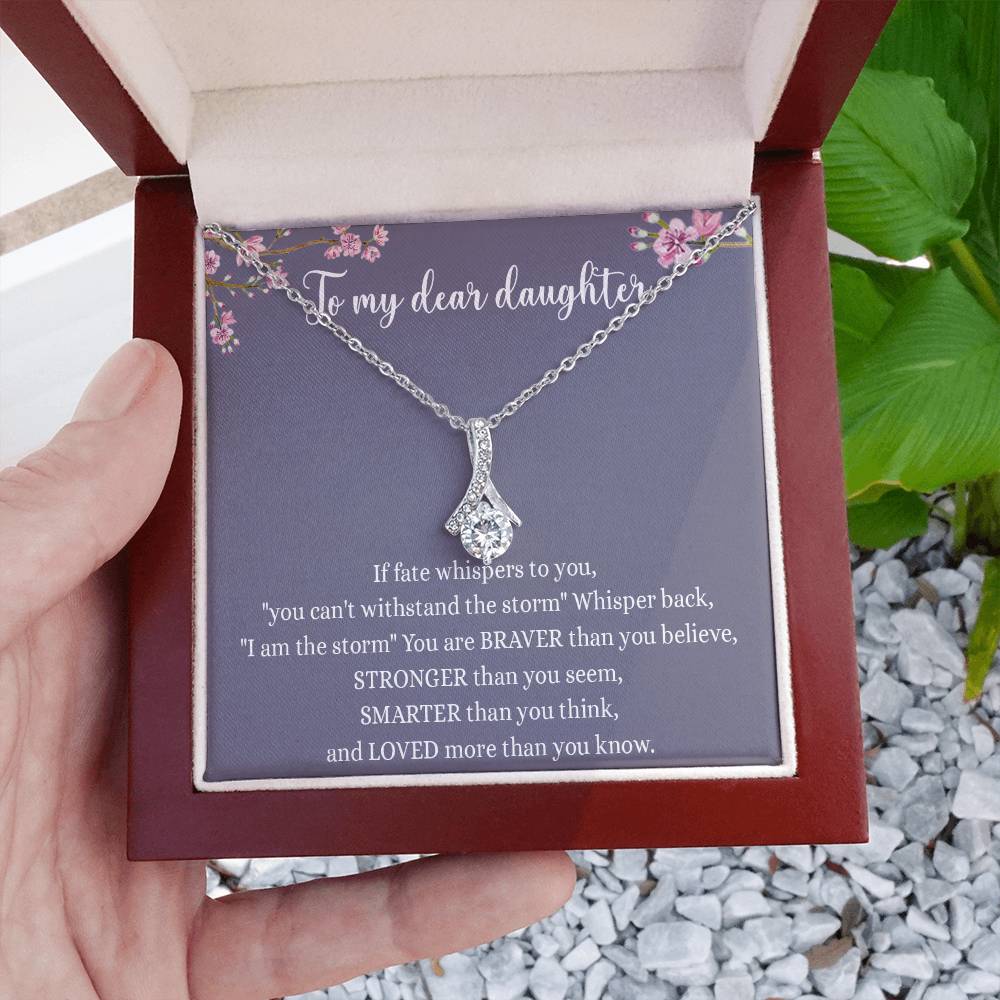 To my dear daughter
If fate whispers to you,
"you can't withstand the storm" Whisper back,
"I am the storm" You are BRAVER than you believe,
STRONGER than you seem,
SMARTER than you think,
and LOVED more than you know.